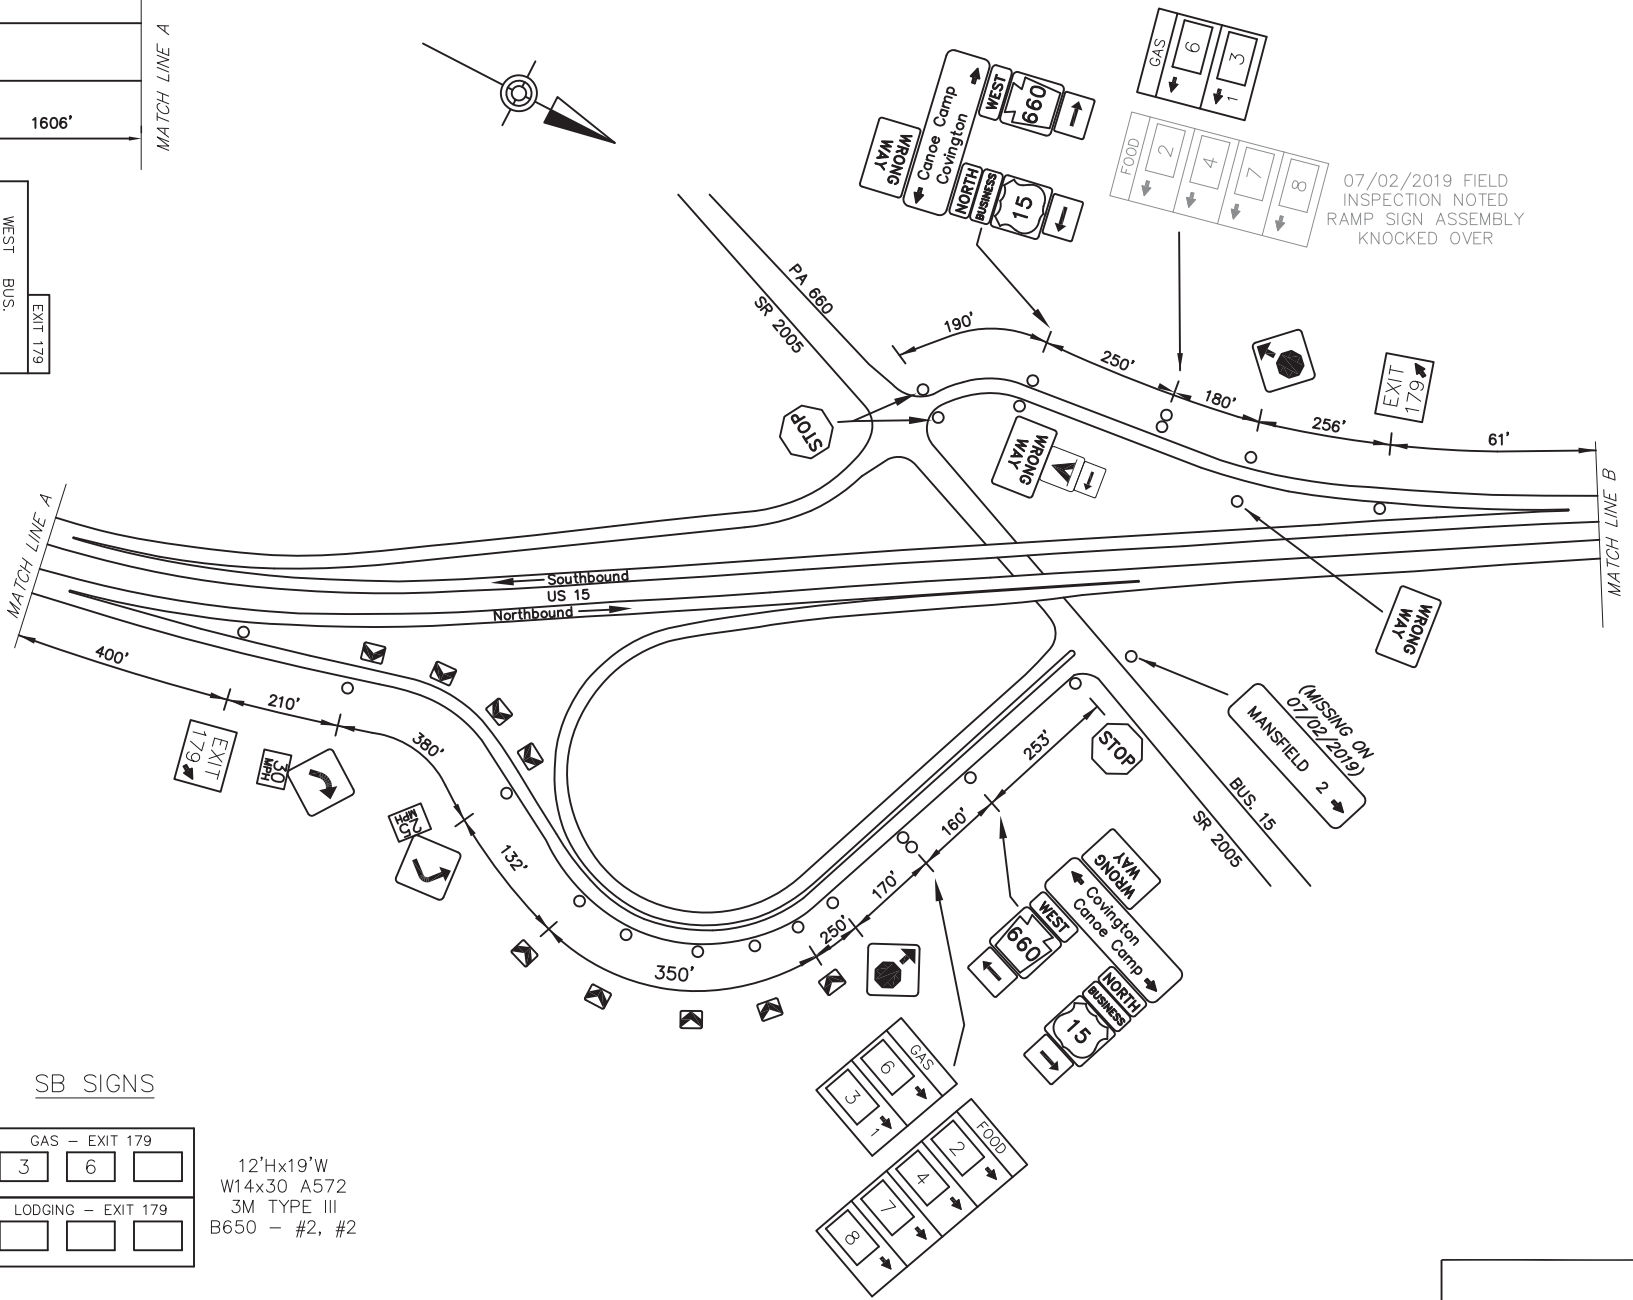 MATCH LINE A
1606'
WEST BUS.
EXIT 179
WRONG
WAY
Canoe Camp
Covington
WEST
660
NORTH
BUSINESS
15
GAS
6
3
1
FOOD
2
4
7
8
07/02/2019 FIELD
INSPECTION NOTED
RAMP SIGN ASSEMBLY
KNOCKED OVER
PA 660
SR 2005
190'
250'
180'
256'
61'
EXIT
179
STOP
WRONG
WAY
MATCH LINE B
MATCH LINE A
Southbound
US 15
Northbound
WRONG
WAY
400'
210'
380'
132'
350'
250'
170'
160'
253'
EXIT
179
30
MPH
25
MPH
STOP
(MISSING ON
07/02/2019)
MANSFIELD 2
BUS. 15
SR 2005
WRONG
WAY
Covington
Canoe Camp
WEST
660
NORTH
BUSINESS
15
GAS
6
3
1
FOOD
2
4
7
8
SB SIGNS
GAS – EXIT 179
3 6
LODGING – EXIT 179
12'Hx19'W
W14x30 A572
3M TYPE III
B650 – #2, #2